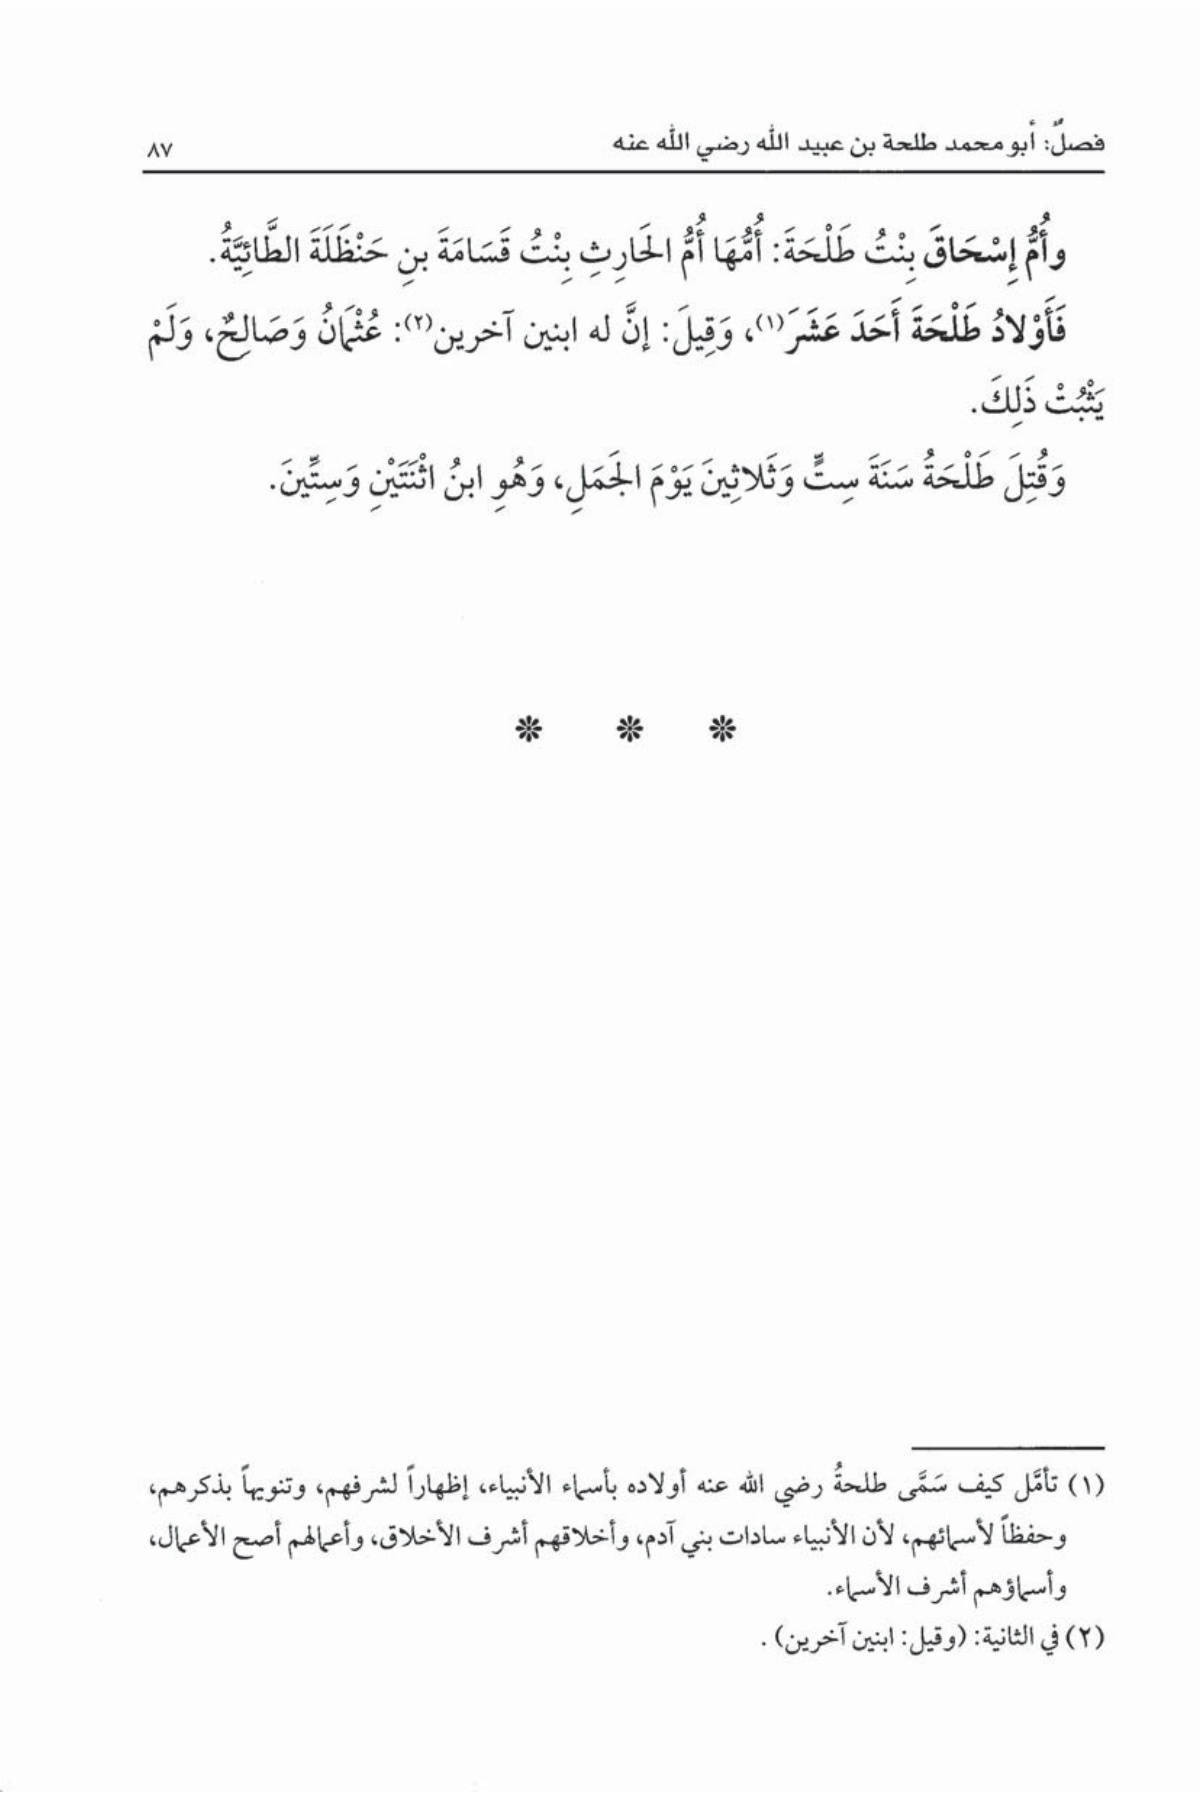 فصلٌ: أبو محمد طلحة بن عبيد الله رضي الله عنه ٨٧
وأُمُّ إِسْحَاقَ بِنْتُ طَلْحَةَ: أُمُّهَا أُمُّ الحَارِثِ بِنْتُ قَسَامَةَ بنِ حَنْظَلَةَ الطَّائِيَّةُ.
فَأَوْلادُ طَلْحَةَ أَحَدَ عَشَرَ(١)، وَقِيلَ: إنَّ له ابنين آخرين(٢): عُثْمَانُ وَصَالِحٌ، وَلَمْ
يَثْبُتْ ذَلِكَ.
وَقُتِلَ طَلْحَةُ سَنَةَ سِتٍّ وَثَلاثِينَ يَوْمَ الجَمَلِ، وَهُوِ ابنُ اثْنَتَيْنِ وَسِتِّينَ.
❊ ❊ ❊
(١) تأمَّل كيف سَمَّى طلحةُ رضي الله عنه أولاده بأسماء الأنبياء، إظهاراً لشرفهم، وتنويهاً بذكرهم،
وحفظاً لأسمائهم، لأن الأنبياء سادات بني آدم، وأخلاقهم أشرف الأخلاق، وأعمالهم أصح الأعمال،
وأسماؤهم أشرف الأسماء.
(٢) في الثانية: (وقيل: ابنين آخرين) .